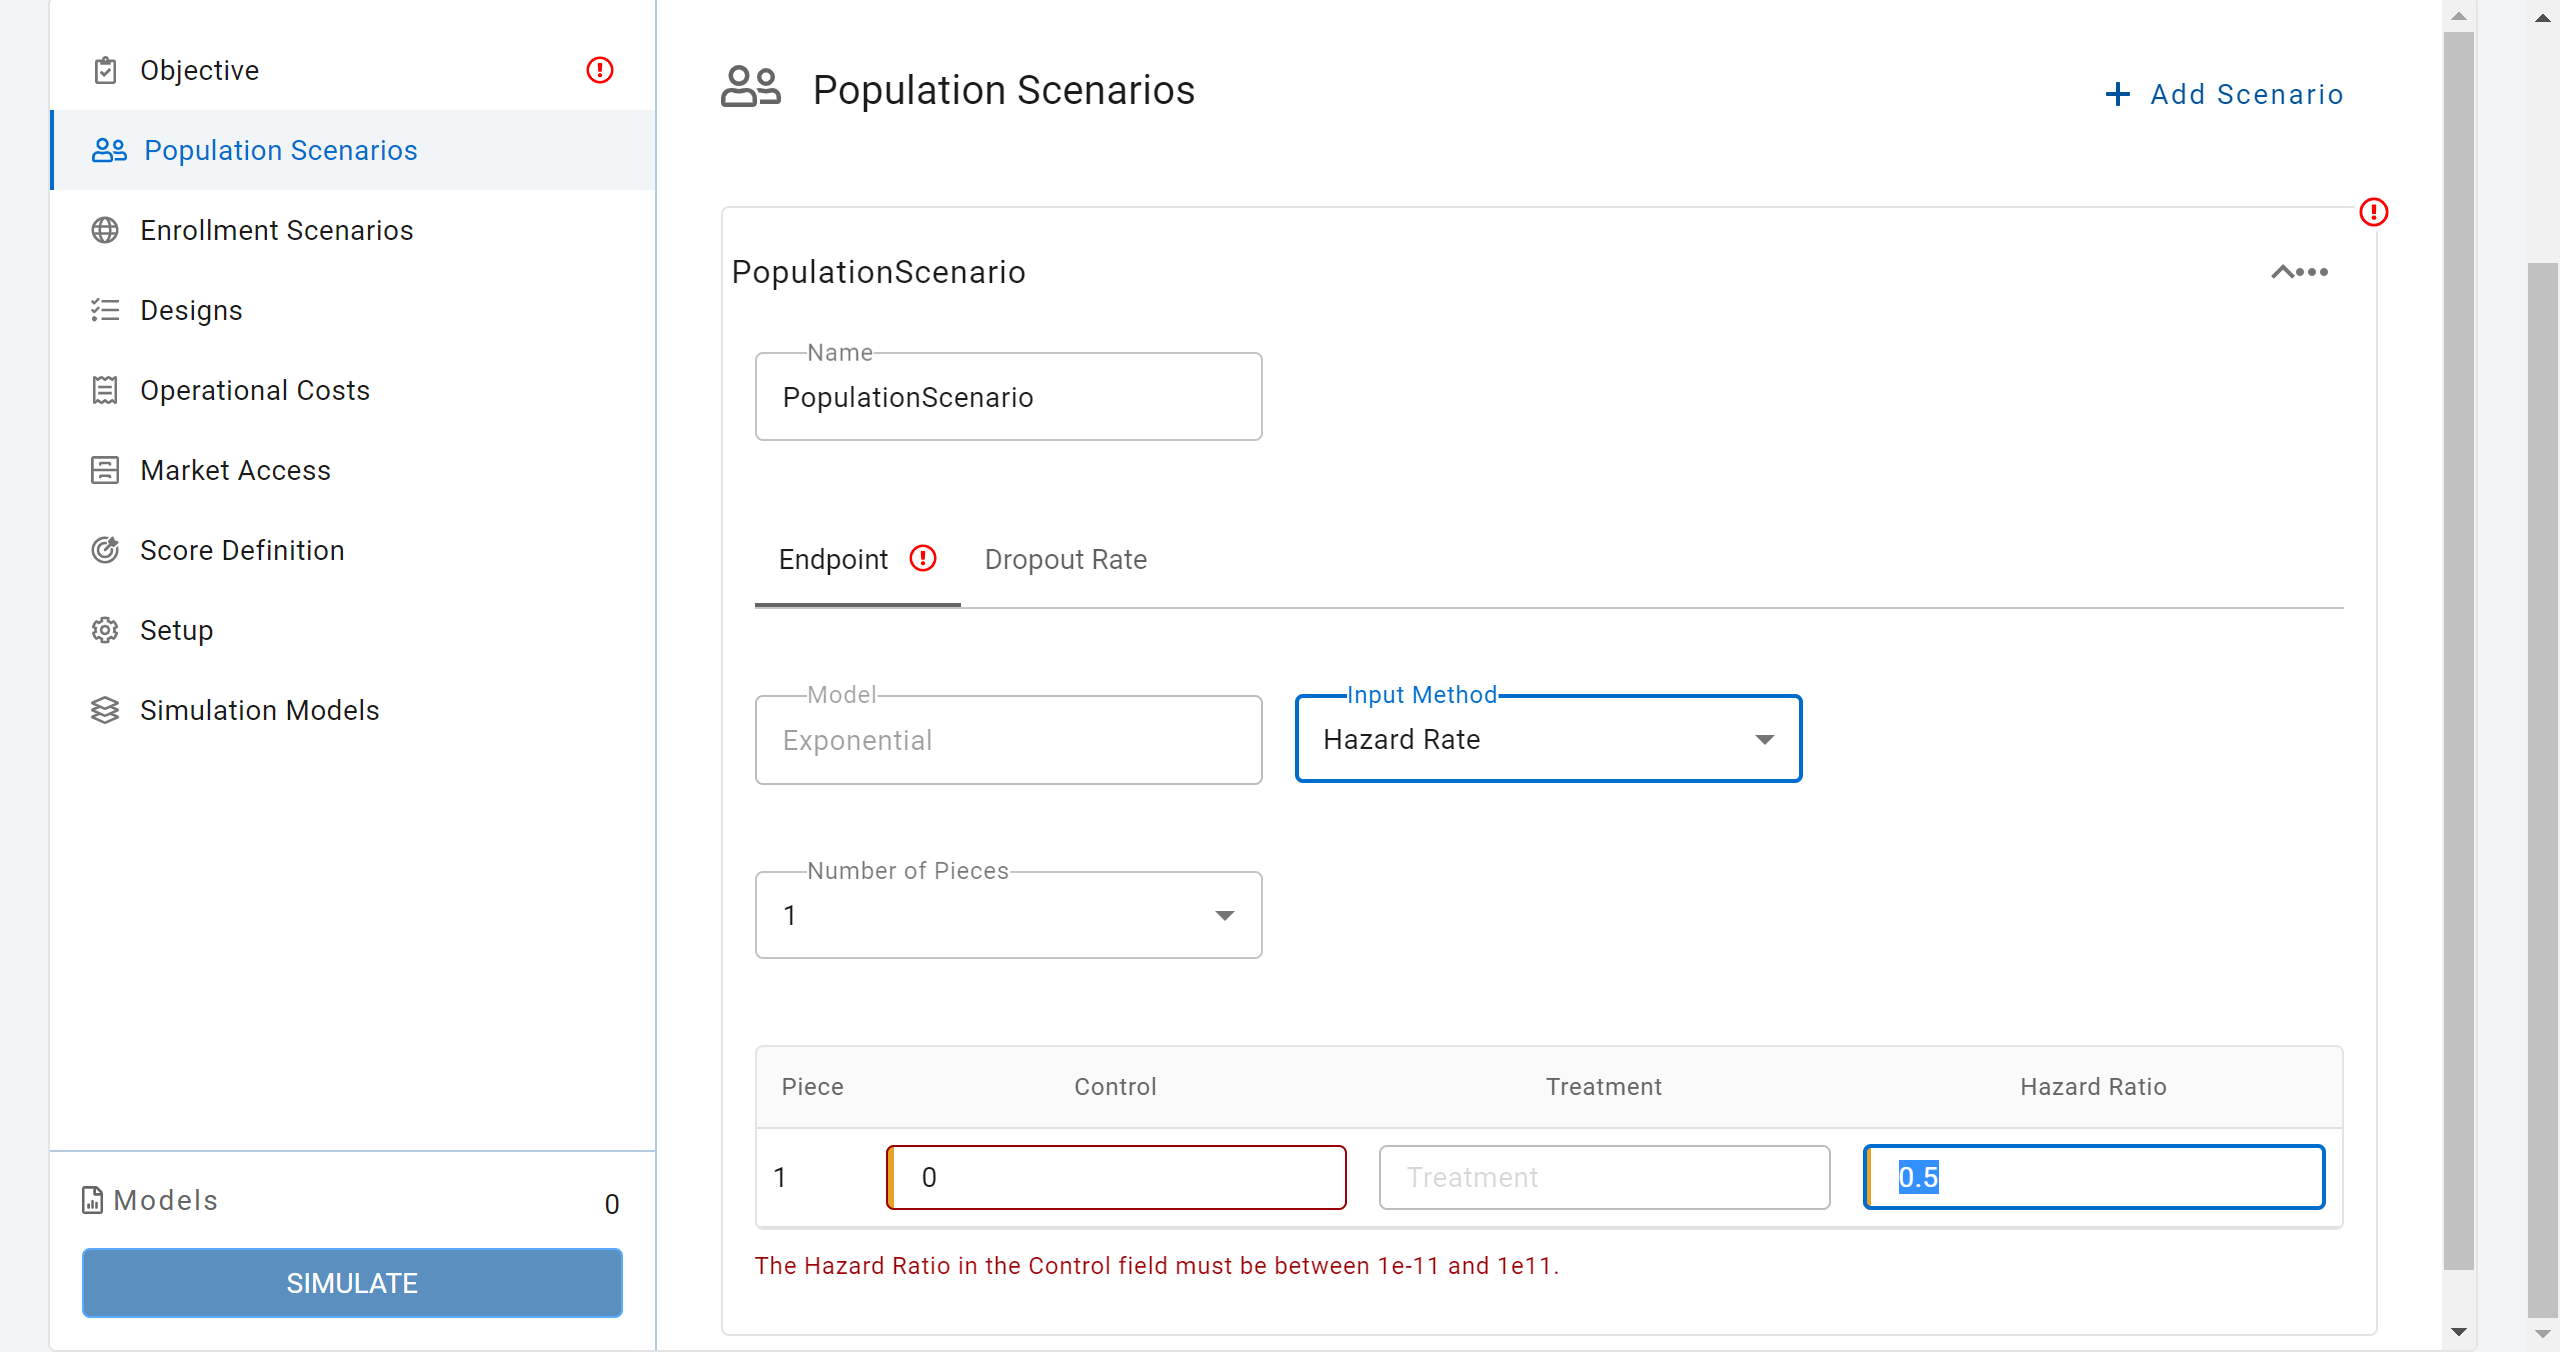 Objective
Population Scenarios
Enrollment Scenarios
Designs
Operational Costs
Market Access
Score Definition
Setup
Simulation Models
Models 0
SIMULATE
Population Scenarios
Add Scenario
PopulationScenario
Name
PopulationScenario
Endpoint Dropout Rate
Model Input Method
Exponential Hazard Rate
Number of Pieces
1
Piece Control Treatment Hazard Ratio
1 0 Treatment 0.5
The Hazard Ratio in the Control field must be between 1e-11 and 1e11.